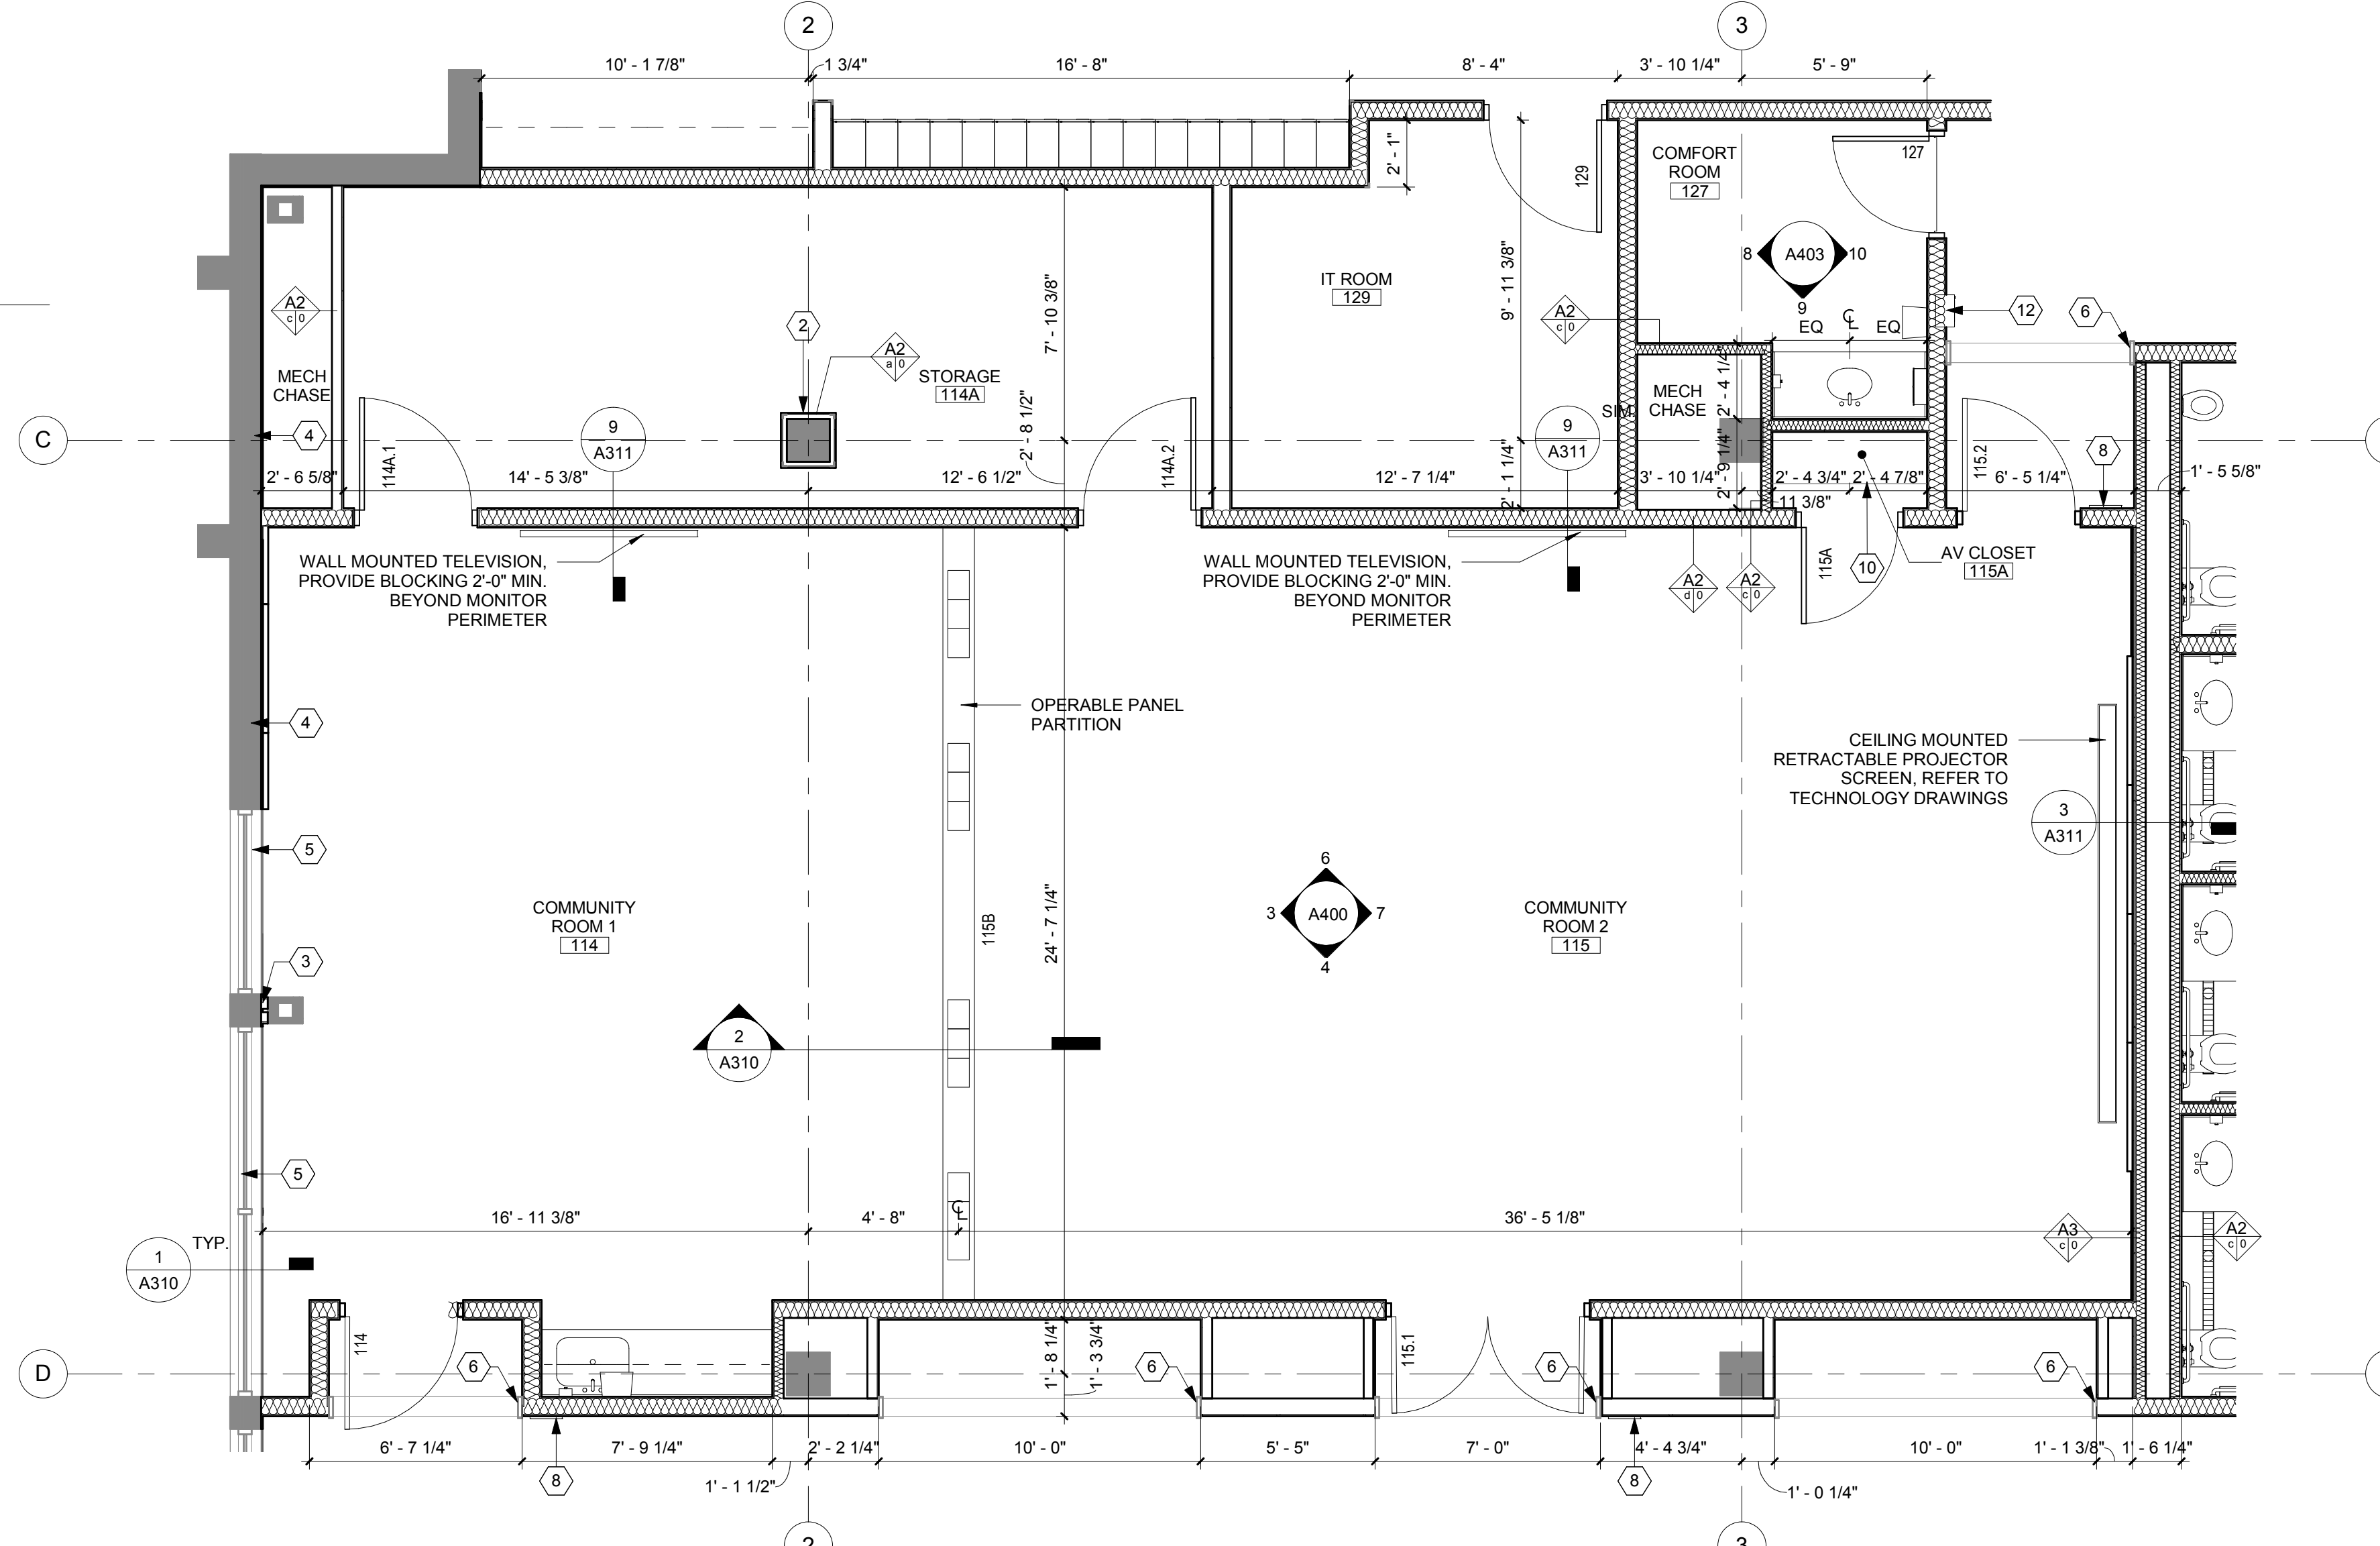 2
3
10' - 1 7/8"
1 3/4"
16' - 8"
8' - 4"
3' - 10 1/4"
5' - 9"
2' - 1"
129
COMFORT
ROOM
127
127
8
A403
10
9
EQ
CL
EQ
12
6
IT ROOM
129
9' - 11 3/8"
7' - 10 3/8"
A2
c 0
A2
c 0
2
A2
a 0
STORAGE
114A
MECH
CHASE
MECH
CHASE
2' - 4 1/4"
C
4
9
A311
2' - 8 1/2"
9
A311
SIM.
8
114A.1
114A.2
115.2
2' - 6 5/8"
14' - 5 3/8"
12' - 6 1/2"
12' - 7 1/4"
2' - 1 1/4"
3' - 10 1/4"
2' - 9 1/4"
2' - 4 3/4"
2' - 4 7/8"
6' - 5 1/4"
1' - 5 5/8"
11 3/8"
WALL MOUNTED TELEVISION,
PROVIDE BLOCKING 2'-0" MIN.
BEYOND MONITOR
PERIMETER
WALL MOUNTED TELEVISION,
PROVIDE BLOCKING 2'-0" MIN.
BEYOND MONITOR
PERIMETER
A2
d 0
A2
c 0
115A
10
AV CLOSET
115A
4
OPERABLE PANEL
PARTITION
CEILING MOUNTED
RETRACTABLE PROJECTOR
SCREEN, REFER TO
TECHNOLOGY DRAWINGS
3
A311
5
COMMUNITY
ROOM 1
114
115B
24' - 7 1/4"
6
3
A400
7
4
COMMUNITY
ROOM 2
115
3
2
A310
5
16' - 11 3/8"
4' - 8"
CL
36' - 5 1/8"
A3
c 0
A2
c 0
TYP.
1
A310
114
6
1' - 8 1/4"
1' - 3 3/4"
6
115.1
6
6
D
6' - 7 1/4"
7' - 9 1/4"
2' - 2 1/4"
10' - 0"
5' - 5"
7' - 0"
4' - 4 3/4"
10' - 0"
1' - 1 3/8"
1' - 6 1/4"
8
1' - 1 1/2"
8
1' - 0 1/4"
2
3